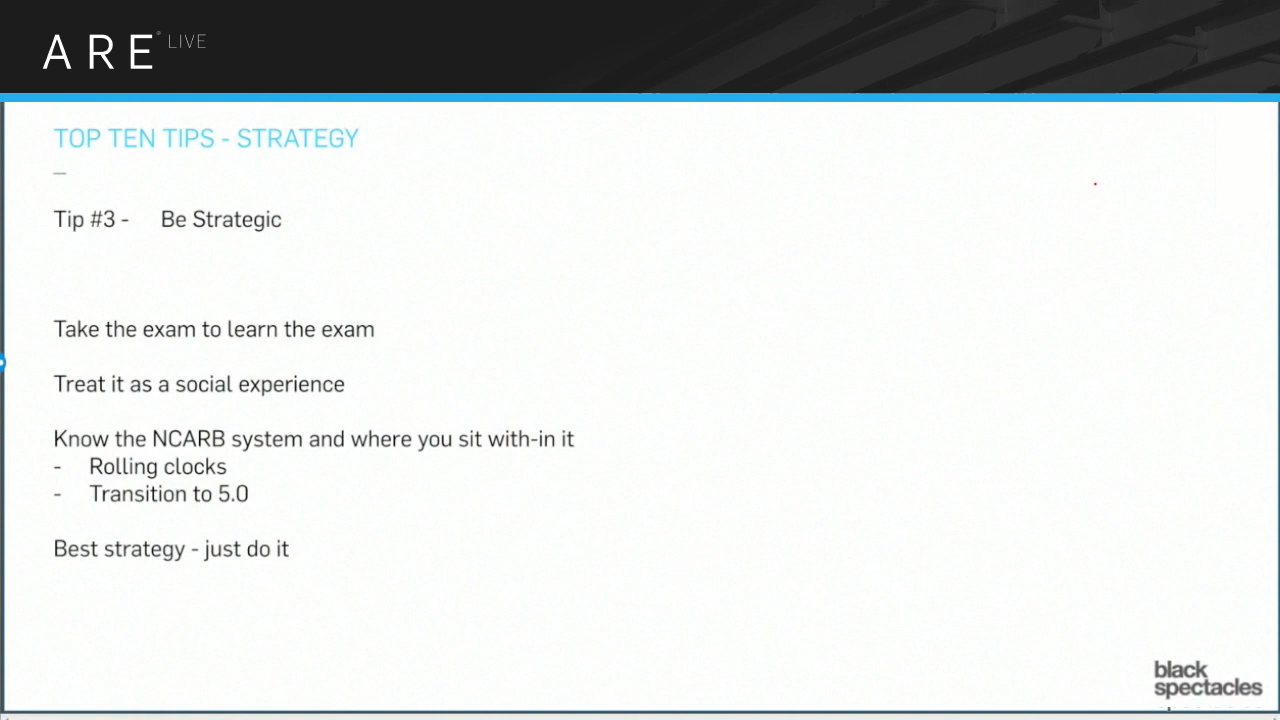 ARE® LIVE
TOP TEN TIPS - STRATEGY
—
Tip #3 - Be Strategic
Take the exam to learn the exam
Treat it as a social experience
Know the NCARB system and where you sit with-in it
- Rolling clocks
- Transition to 5.0
Best strategy - just do it
black
spectacles